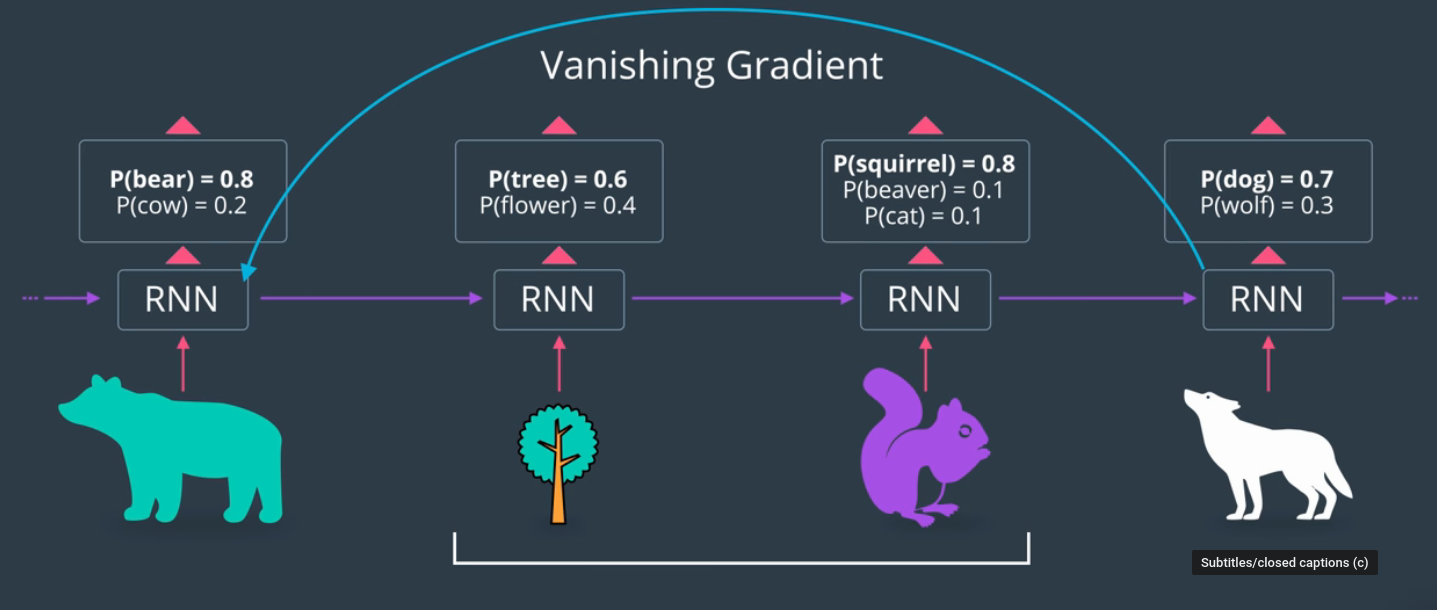 Vanishing Gradient
P(bear) = 0.8
P(cow) = 0.2
P(tree) = 0.6
P(flower) = 0.4
P(squirrel) = 0.8
P(beaver) = 0.1
P(cat) = 0.1
P(dog) = 0.7
P(wolf) = 0.3
RNN
RNN
RNN
RNN
Subtitles/closed captions (c)